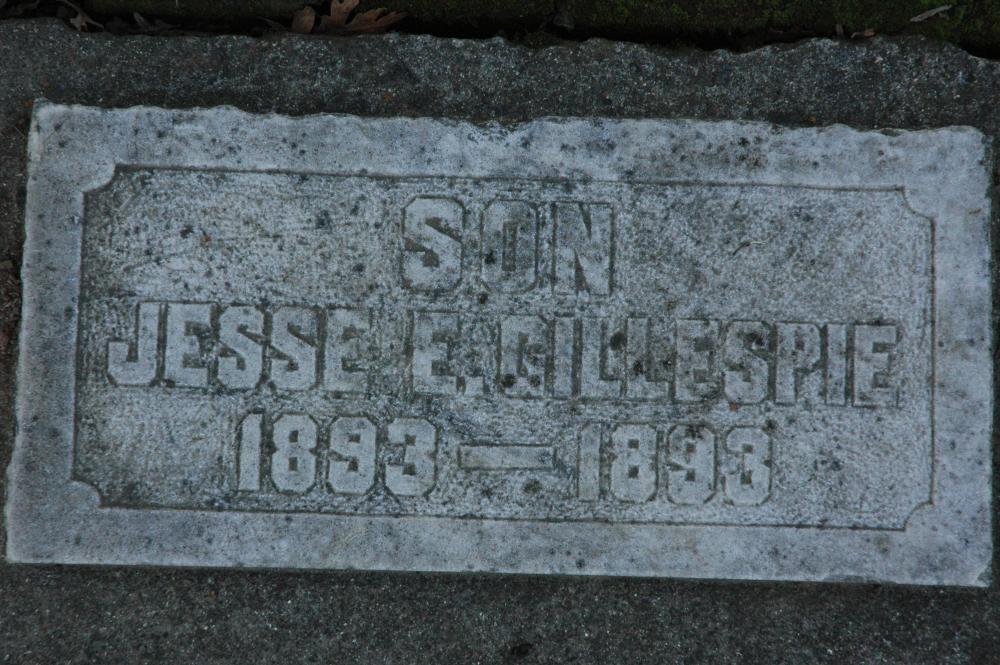 SON
JESSE E. GILLESPIE
1893 — 1893